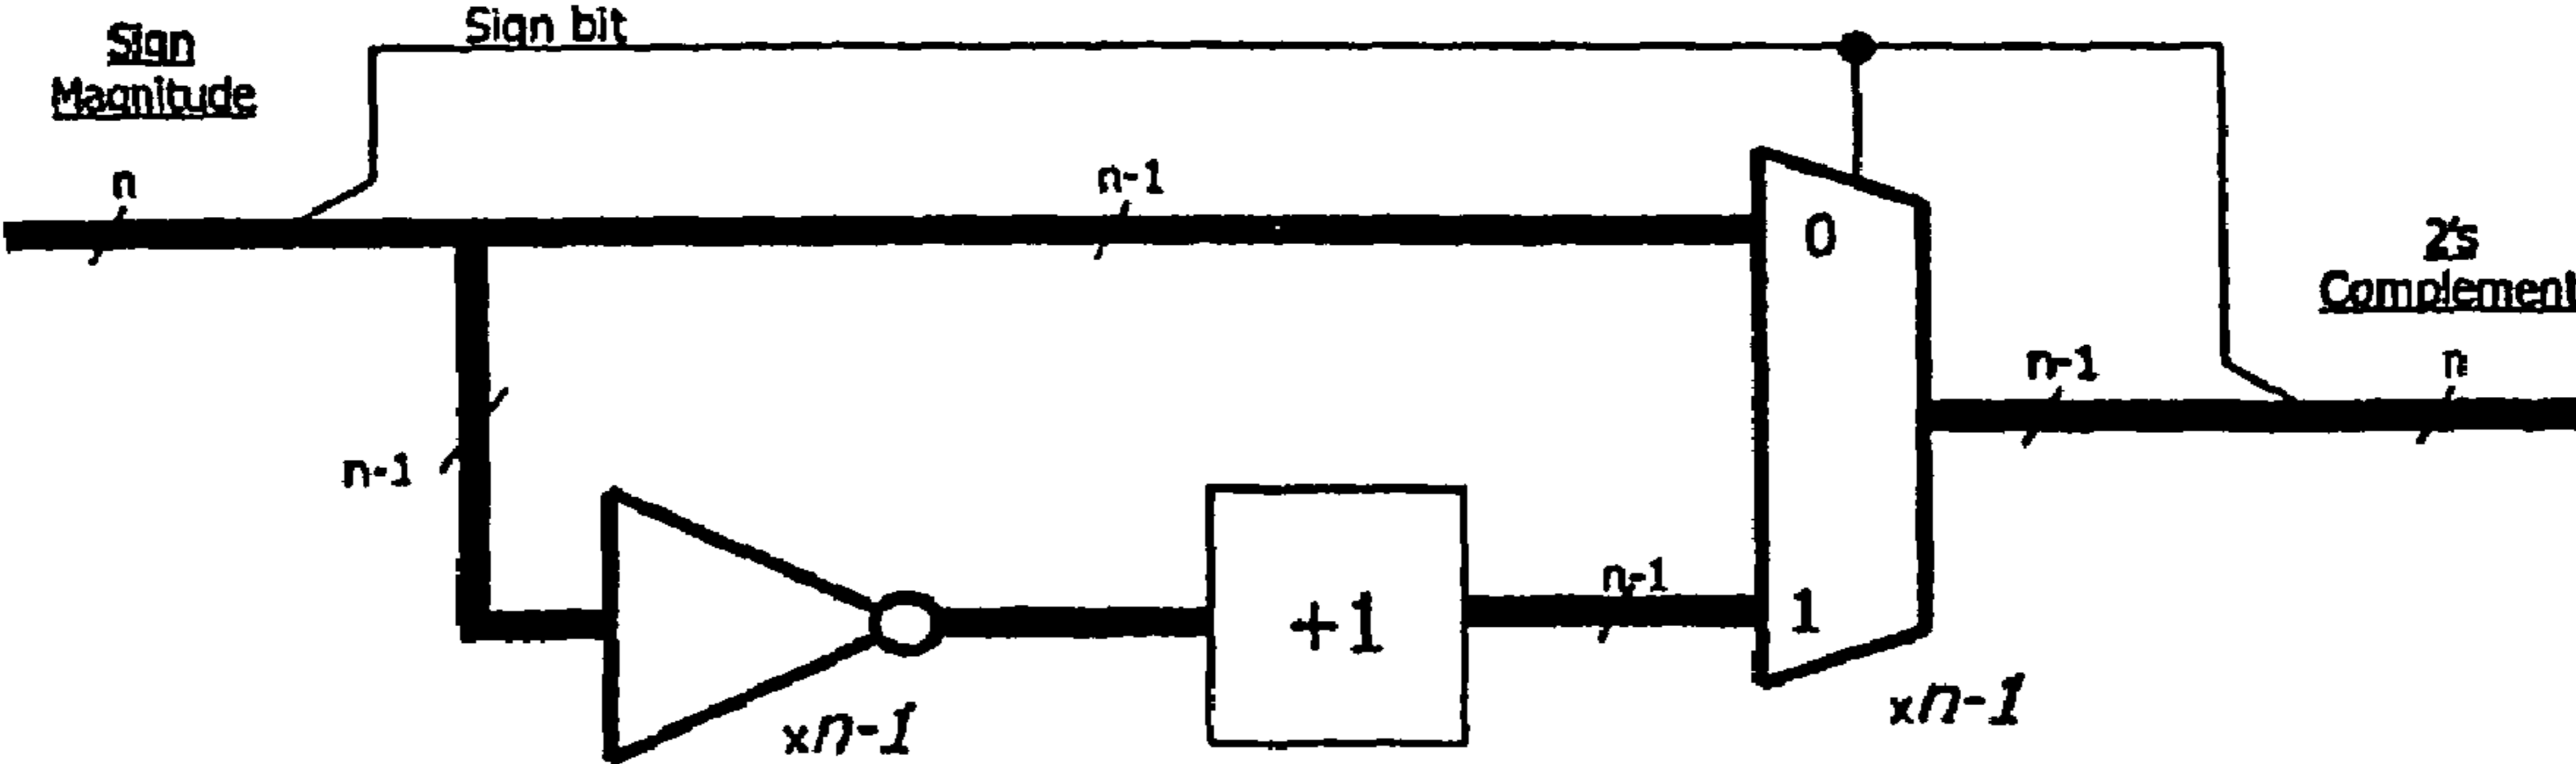 Sign
Magnitude
Sign bit
n
n-1
0
2's
Complement
n-1
n
n-1
n-1
+1
1
xn-1
xn-1